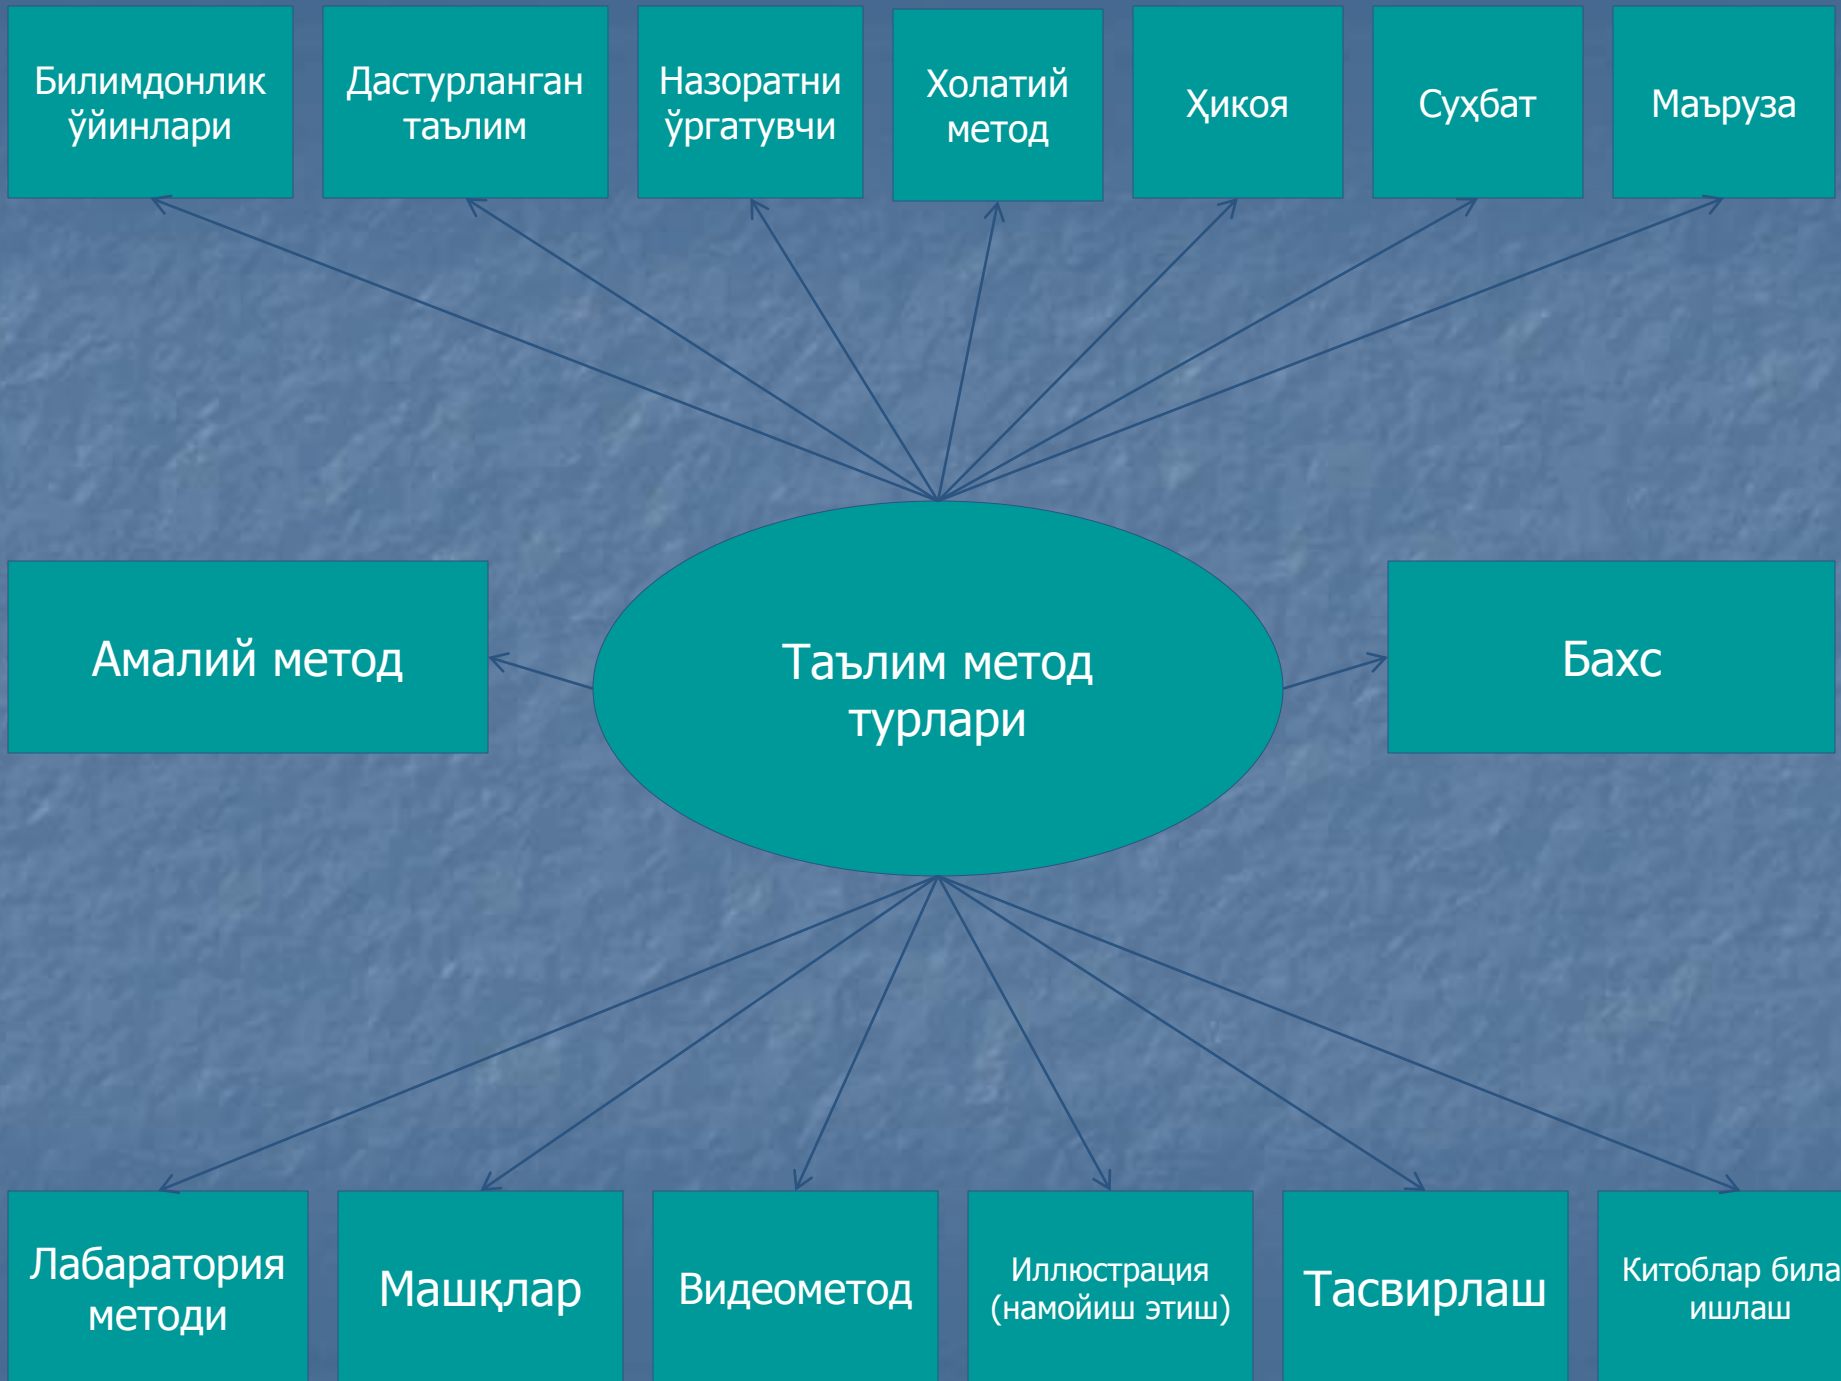 Билимдонлик
ўйинлари
Дастурланган
таълим
Назоратни
ўргатувчи
Холатий
метод
Ҳикоя
Суҳбат
Маъруза
Амалий метод
Таълим метод
турлари
Бахс
Лабаратория
методи
Машқлар
Видеометод
Иллюстрация
(намойиш этиш)
Тасвирлаш
Китоблар била
ишлаш